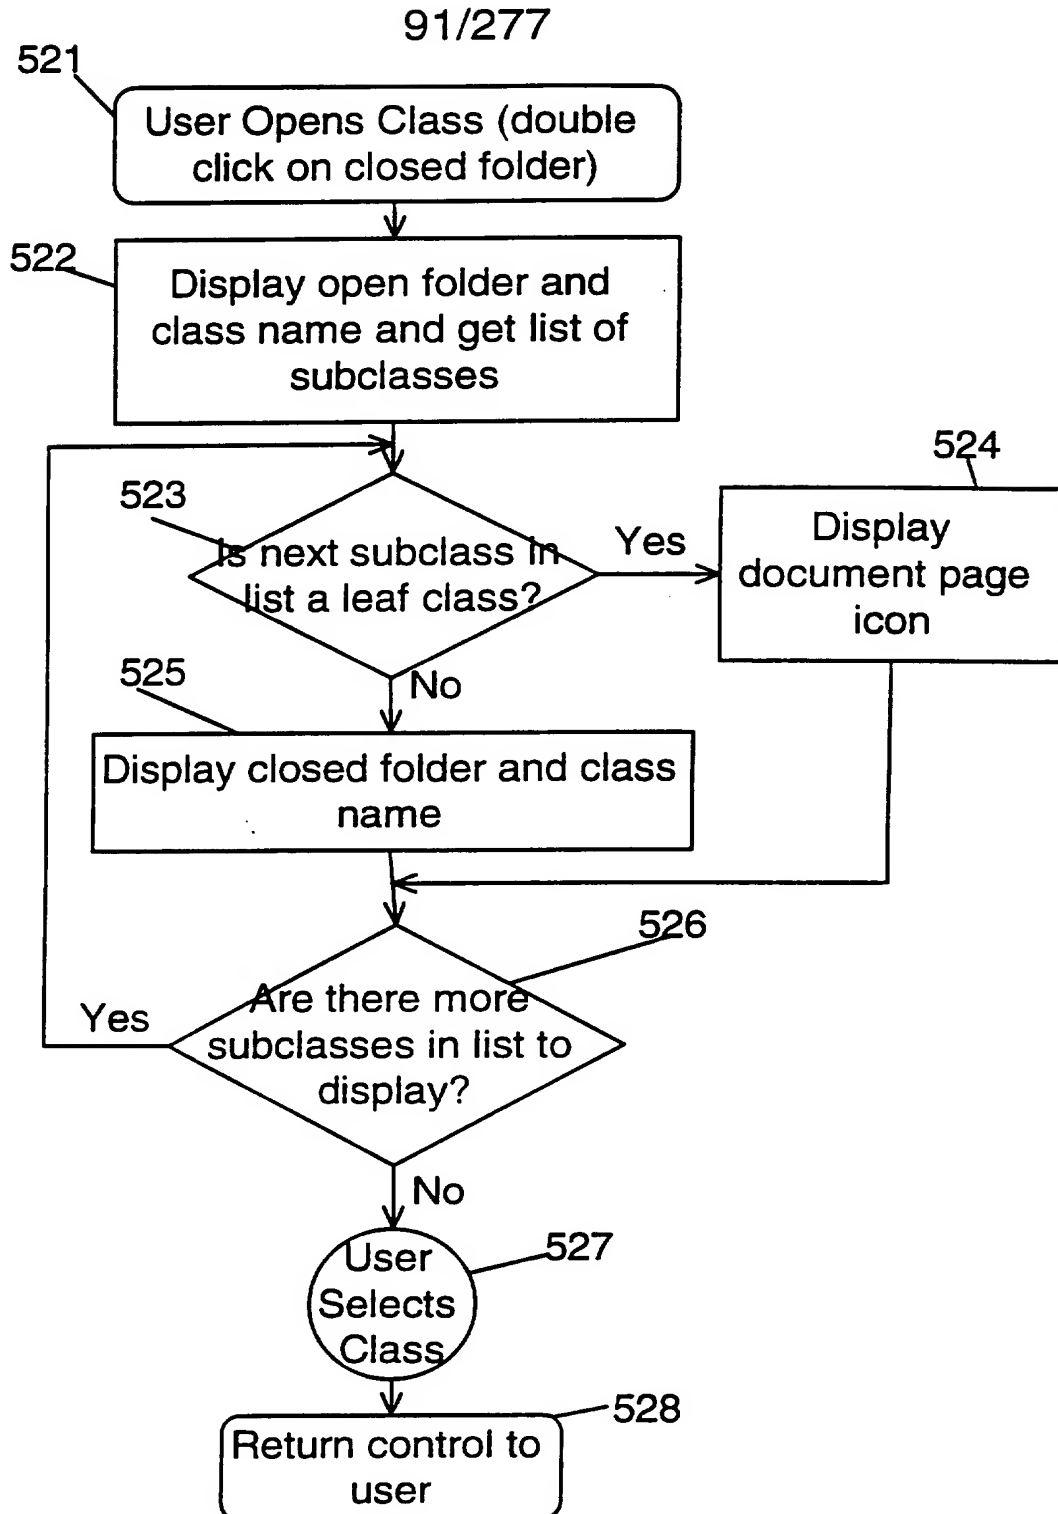 91/277
521
User Opens Class (double
click on closed folder)
522
Display open folder and
class name and get list of
subclasses
523
Is next subclass in
list a leaf class?
Yes
524
Display
document page
icon
No
525
Display closed folder and class
name
526
Are there more
subclasses in list to
display?
Yes
No
527
User
Selects
Class
528
Return control to
user